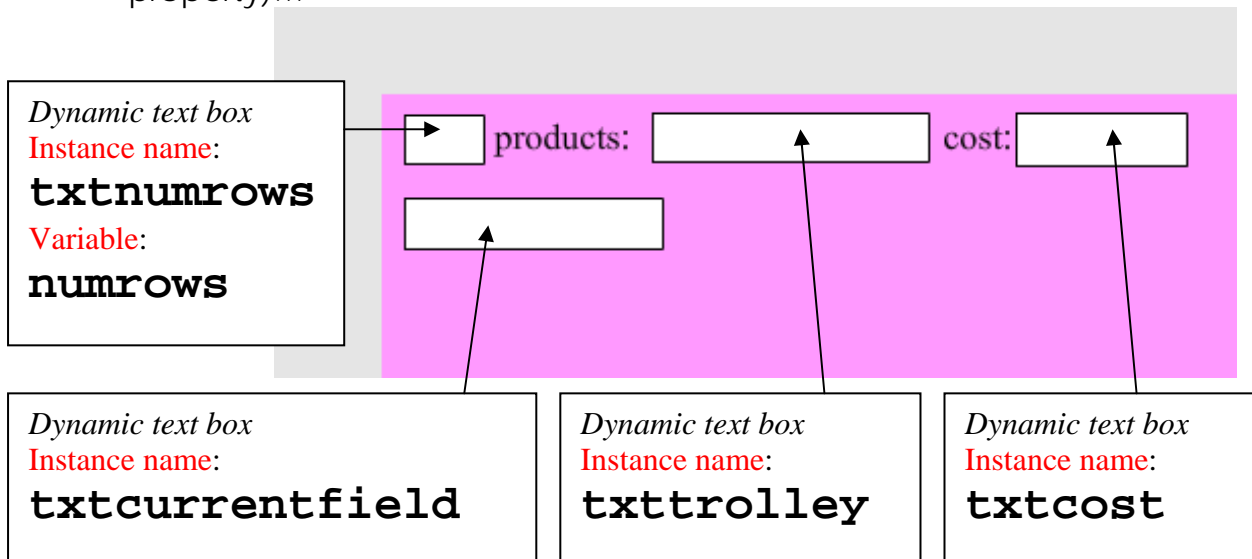 property)...
Dynamic text box
Instance name:
txtnumrows
Variable:
numrows
products:
cost:
Dynamic text box
Instance name:
txtcurrentfield
Dynamic text box
Instance name:
txttrolley
Dynamic text box
Instance name:
txtcost